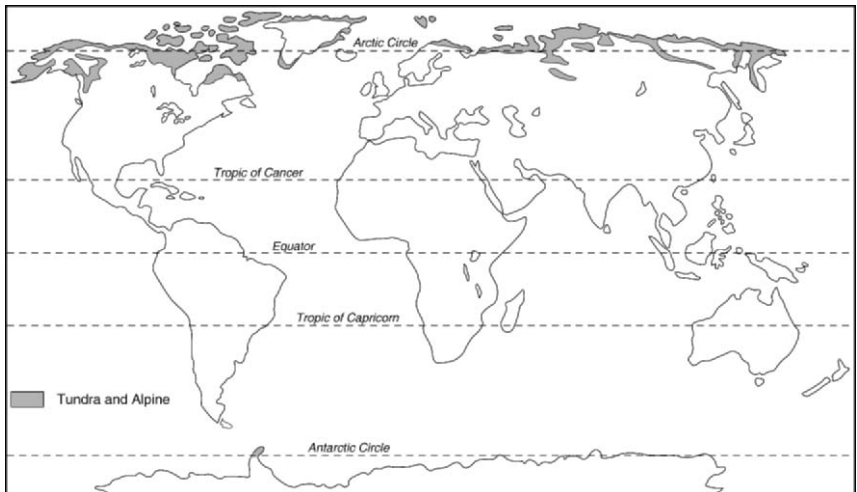 Arctic Circle
Tropic of Cancer
Equator
Tropic of Capricorn
Tundra and Alpine
Antarctic Circle